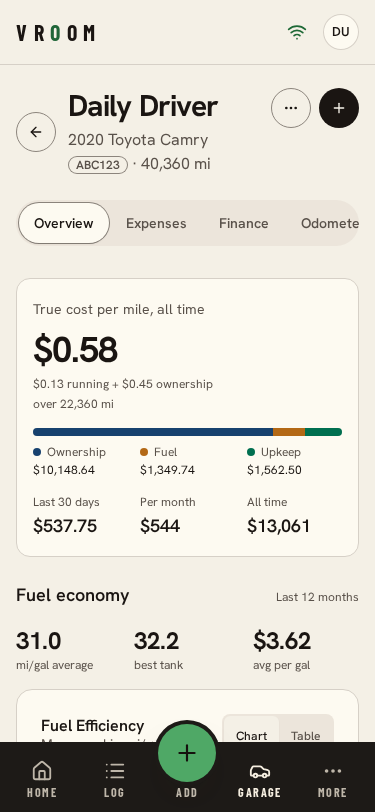 VROOM
DU
Daily Driver
2020 Toyota Camry
ABC123 · 40,360 mi
Overview Expenses Finance Odomete
True cost per mile, all time
$0.58
$0.13 running + $0.45 ownership
over 22,360 mi
Ownership Fuel Upkeep
$10,148.64 $1,349.74 $1,562.50
Last 30 days Per month All time
$537.75 $544 $13,061
Fuel economy Last 12 months
31.0 32.2 $3.62
mi/gal average best tank avg per gal
Fuel Efficiency Chart Table
HOME LOG ADD GARAGE MORE